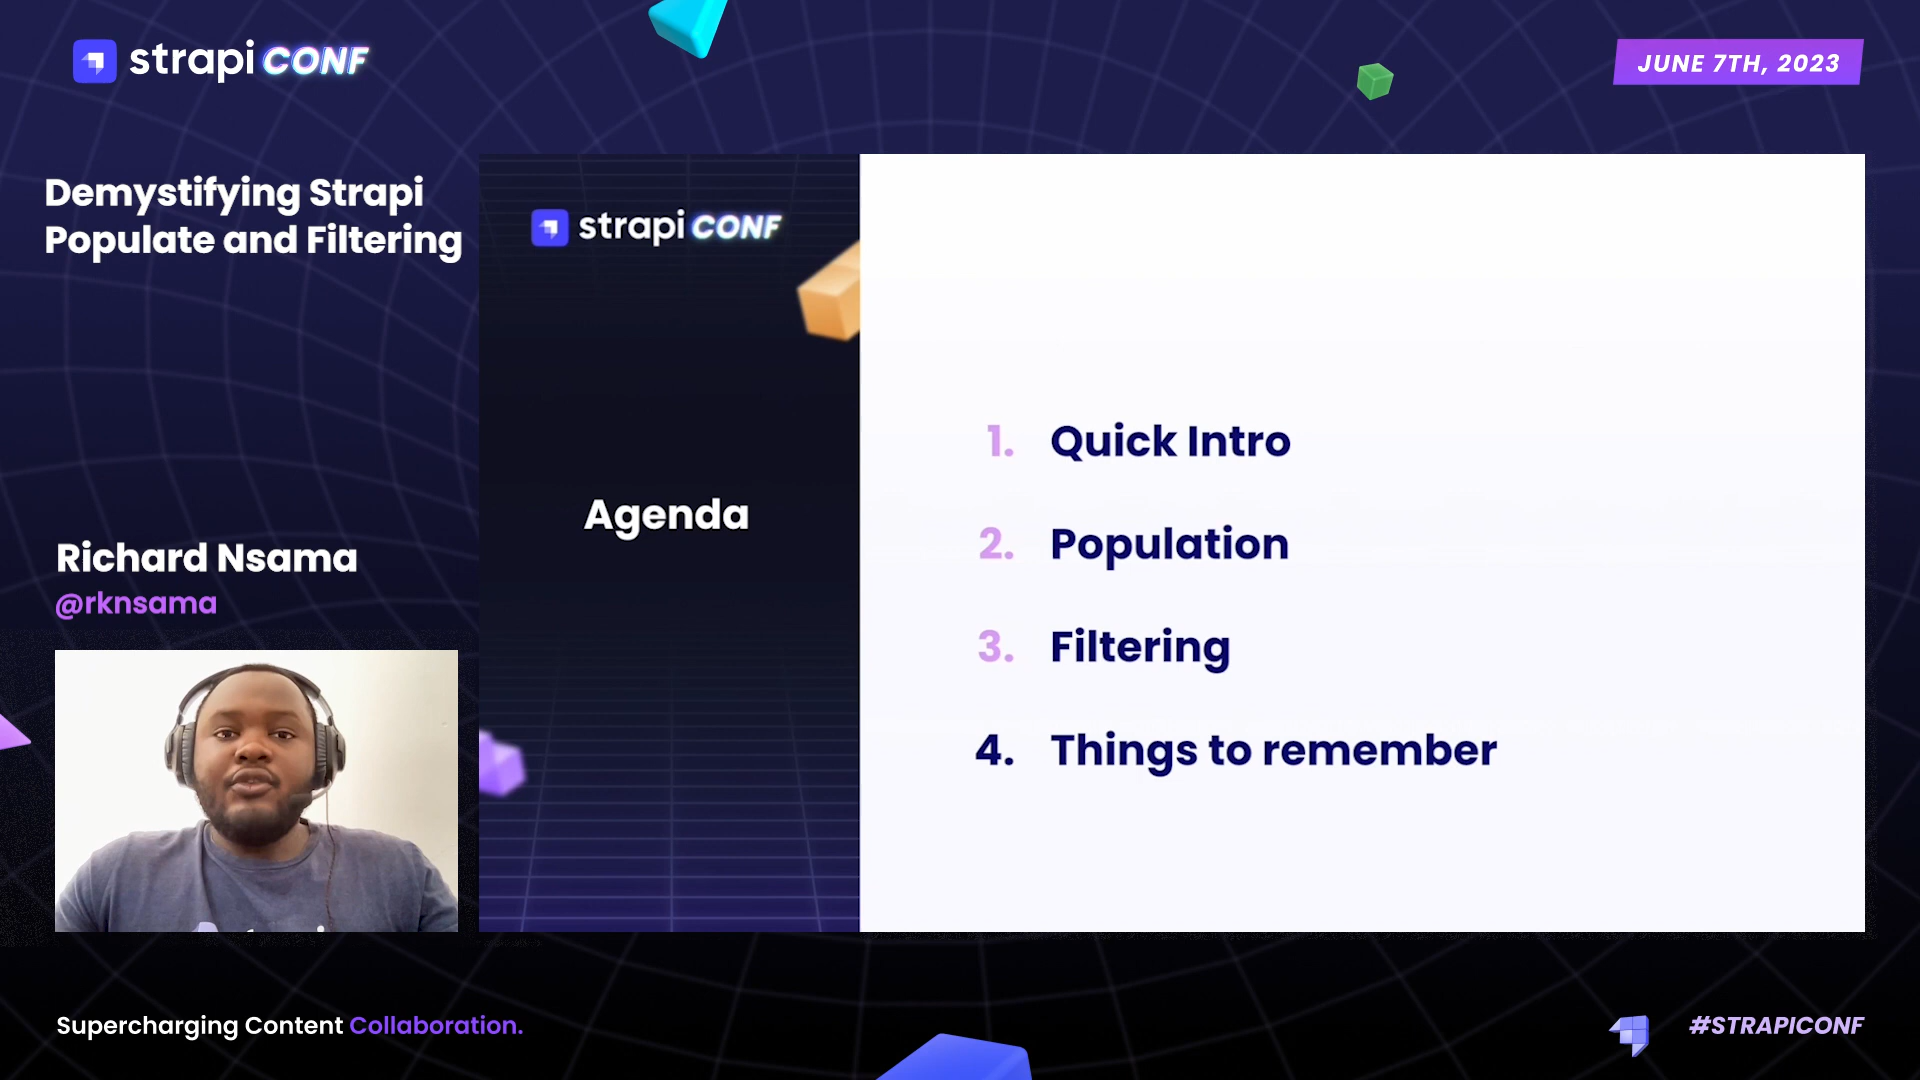 strapi CONF
JUNE 7TH, 2023
Demystifying Strapi
Populate and Filtering
Richard Nsama
@rknsama
strapi CONF
Agenda
1. Quick Intro
2. Population
3. Filtering
4. Things to remember
Supercharging Content Collaboration.
#STRAPICONF